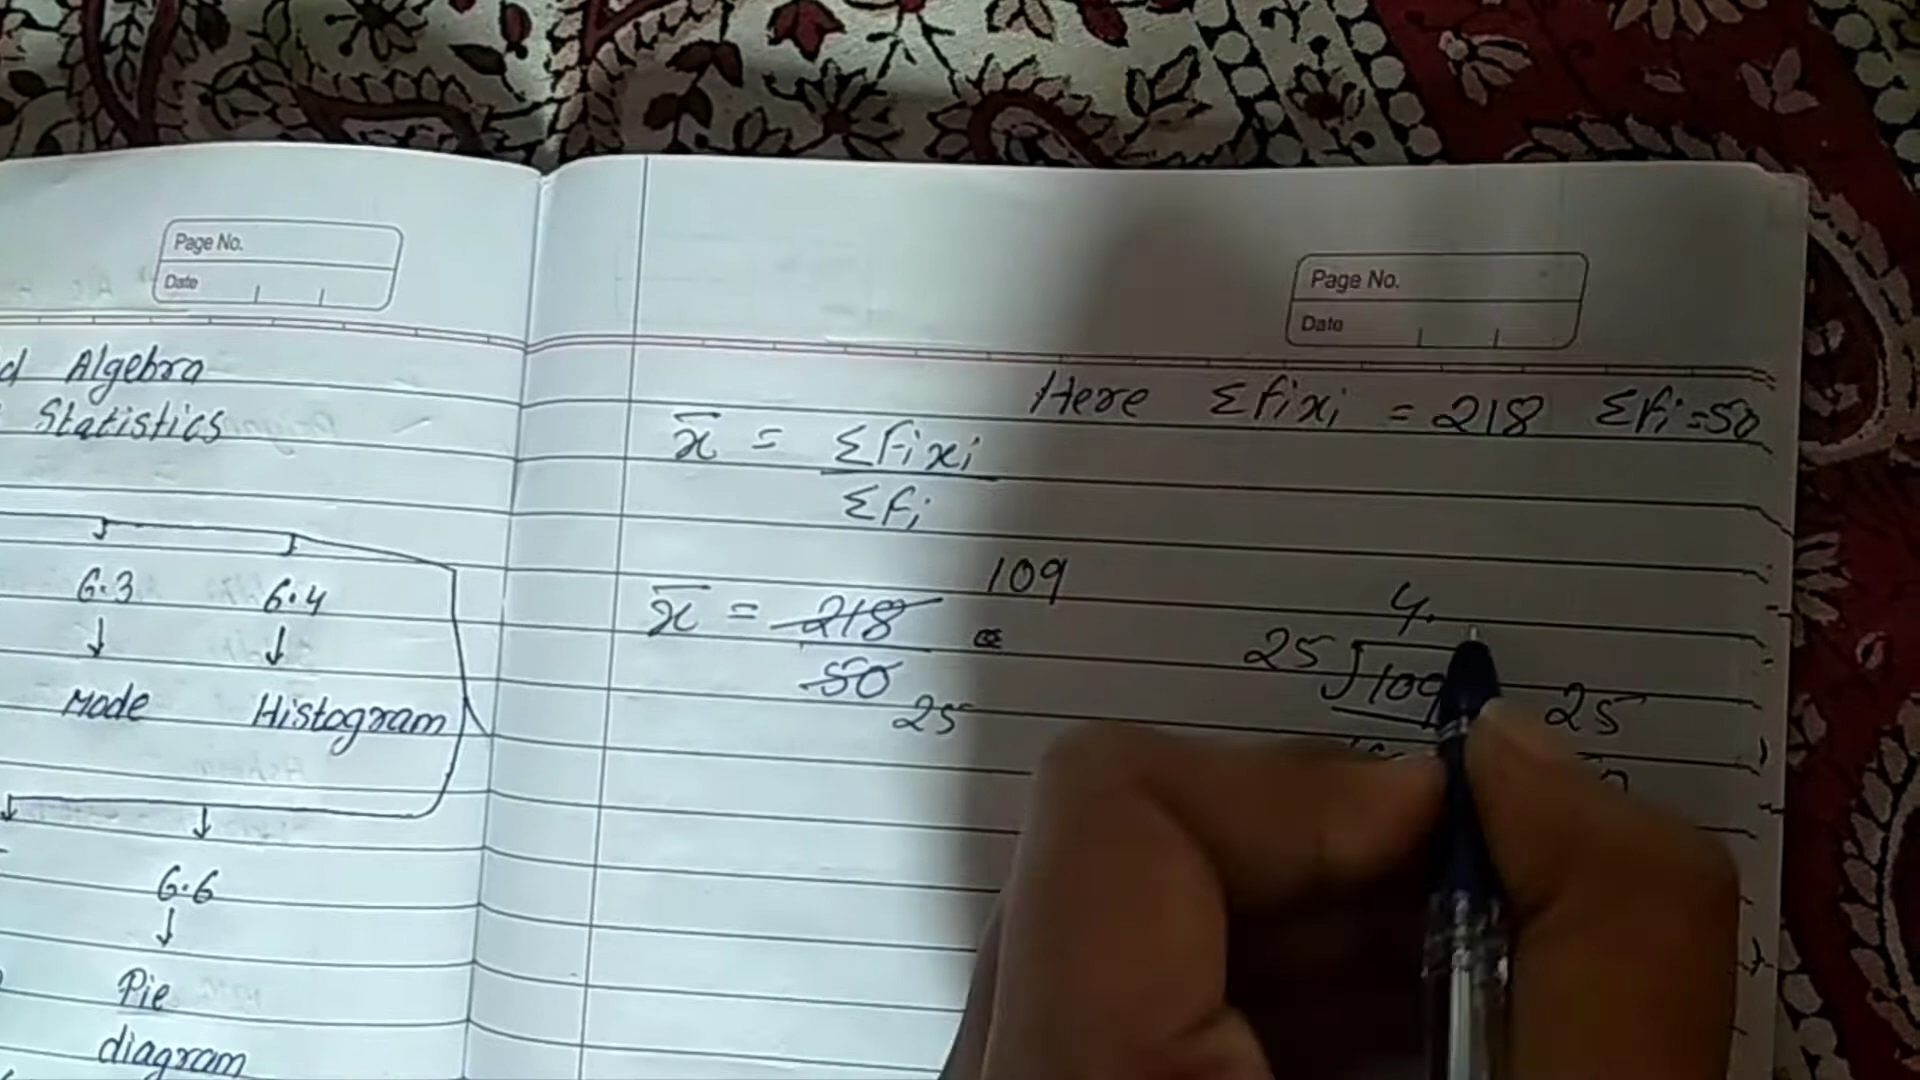 Page No.
Date
d Algebra
Statistics
6.3 6.4
Mode Histogram
6.6
Pie
diagram
Page No.
Date
Here Σfixi = 218 Σfi=50
x̄ = Σfixi
Σfi
109
x̄ = 218
50
25
4.
25 109
25